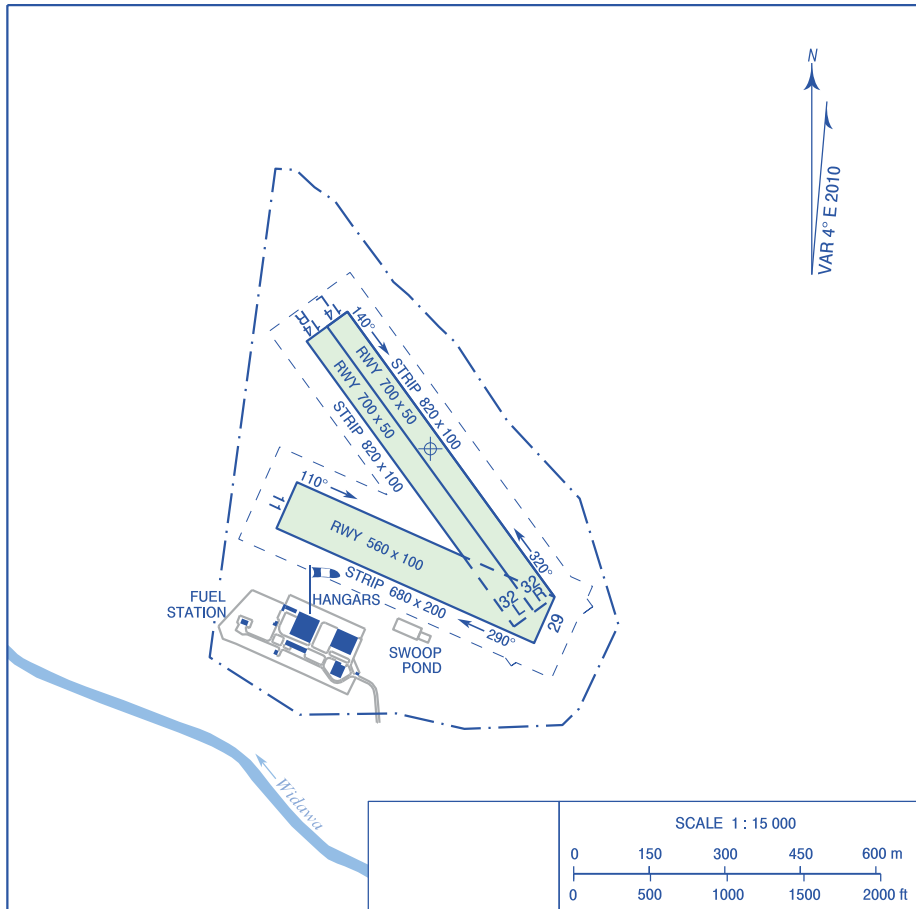 N
VAR 4° E 2010
14L
14R
140°
RWY 700 x 50
STRIP 820 x 100
RWY 700 x 50
STRIP 820 x 100
110°
11
RWY 560 x 100
320°
32R
32L
29
STRIP 680 x 200
290°
FUEL
STATION
HANGARS
SWOOP
POND
Widawa
SCALE 1 : 15 000
0 150 300 450 600 m
0 500 1000 1500 2000 ft